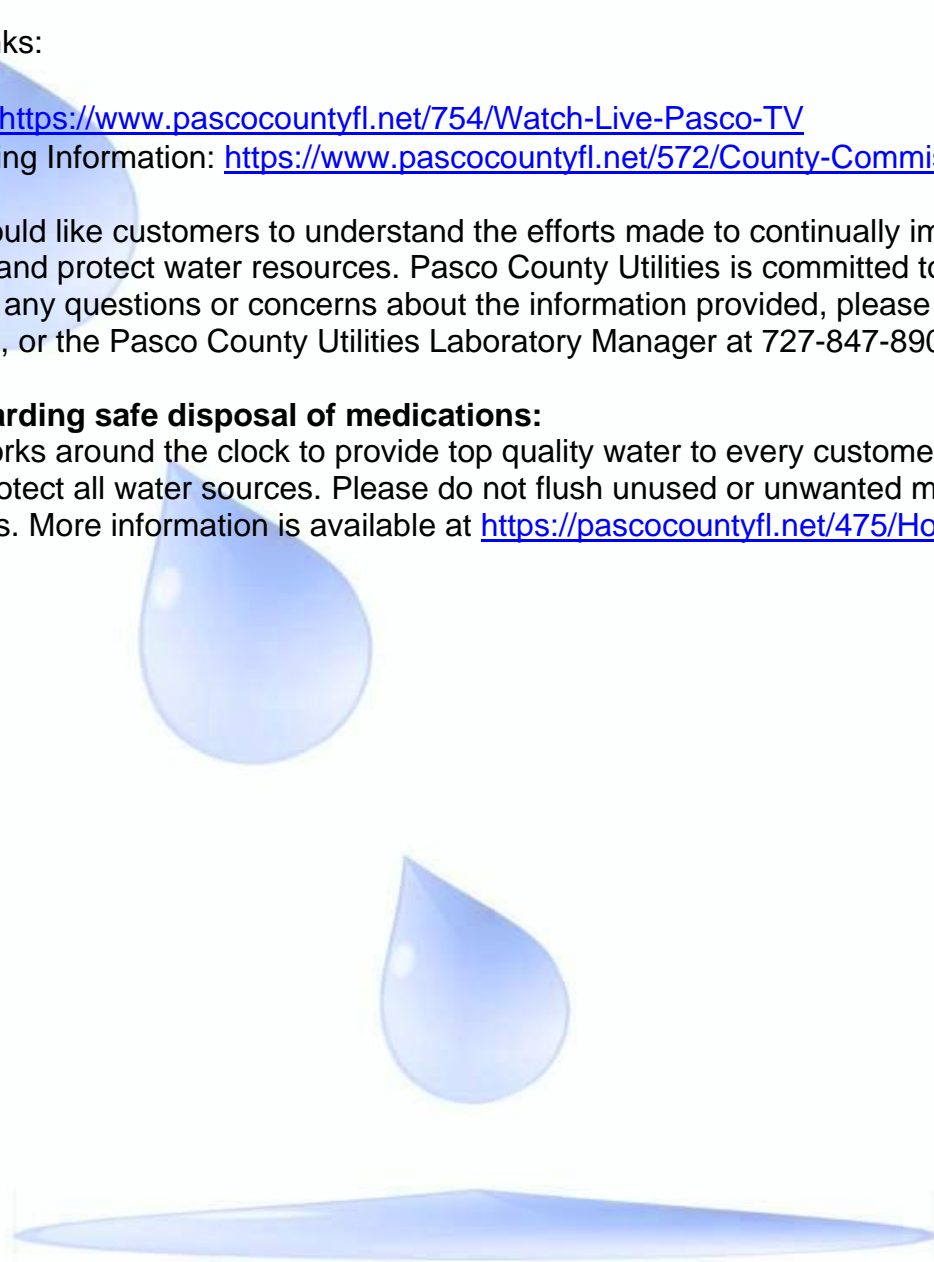 nks:
https://www.pascocountyfl.net/754/Watch-Live-Pasco-TV
ing Information: https://www.pascocountyfl.net/572/County-Commis
ould like customers to understand the efforts made to continually im
and protect water resources. Pasco County Utilities is committed to
any questions or concerns about the information provided, please
, or the Pasco County Utilities Laboratory Manager at 727-847-890
arding safe disposal of medications:
orks around the clock to provide top quality water to every custome
otect all water sources. Please do not flush unused or unwanted m
s. More information is available at https://pascocountyfl.net/475/Ho